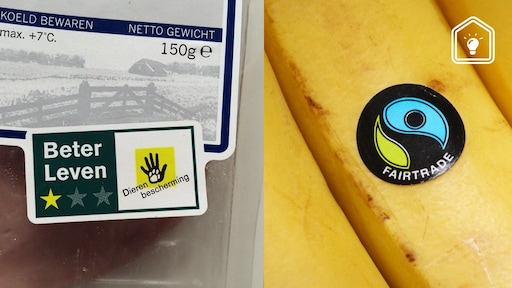 KOELD BEWAREN
max. +7°C.
NETTO GEWICHT
150g e
Beter
Leven
Dieren
bescherming
FAIRTRADE